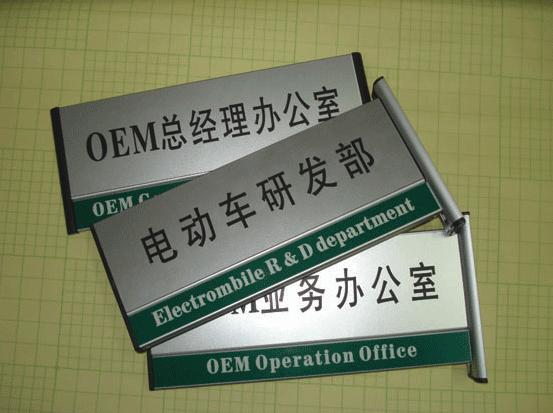 OEM总经理办公室
OEM
电动车研发部
Electrombile R & D department
业务办公室
OEM Operation Office